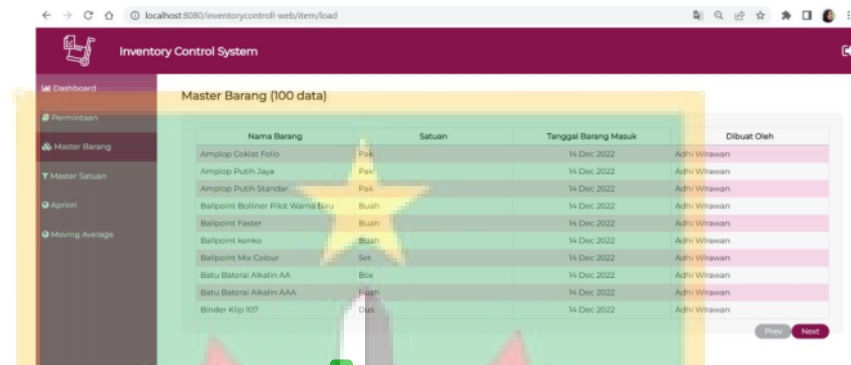 localhost:8080/inventorycontroll-web/item/load
Inventory Control System
Dashboard
Permintaan
Master Barang
Master Satuan
Apriori
Moving Average
Master Barang (100 data)
Nama Barang Satuan Tanggal Barang Masuk Dibuat Oleh
Amplop Coklat Folio Pak 14 Dec 2022 Adhi Wirawan
Amplop Putih Jaya Pak 14 Dec 2022 Adhi Wirawan
Amplop Putih Standar Pak 14 Dec 2022 Adhi Wirawan
Ballpoint Bolliner Pilot Warna Biru Buah 14 Dec 2022 Adhi Wirawan
Ballpoint Faster Buah 14 Dec 2022 Adhi Wirawan
Ballpoint kenko Buah 14 Dec 2022 Adhi Wirawan
Ballpoint Mix Colour Set 14 Dec 2022 Adhi Wirawan
Batu Baterai Alkalin AA Box 14 Dec 2022 Adhi Wirawan
Batu Baterai Alkalin AAA Buah 14 Dec 2022 Adhi Wirawan
Binder Klip 107 Dus 14 Dec 2022 Adhi Wirawan
Prev Next